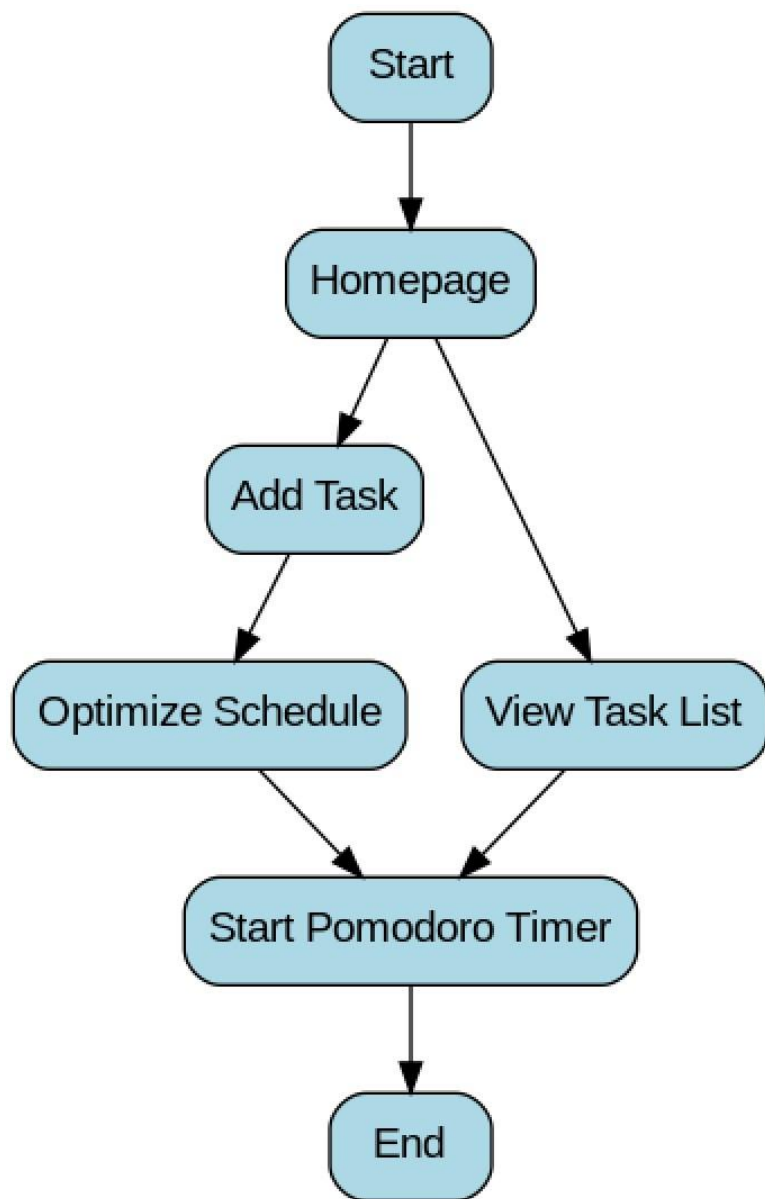 Start
Homepage
Add Task
Optimize Schedule
View Task List
Start Pomodoro Timer
End